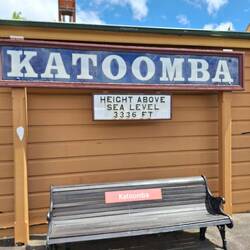 KATOOMBA
HEIGHT ABOVE
SEA LEVEL
3336 FT
Katoomba